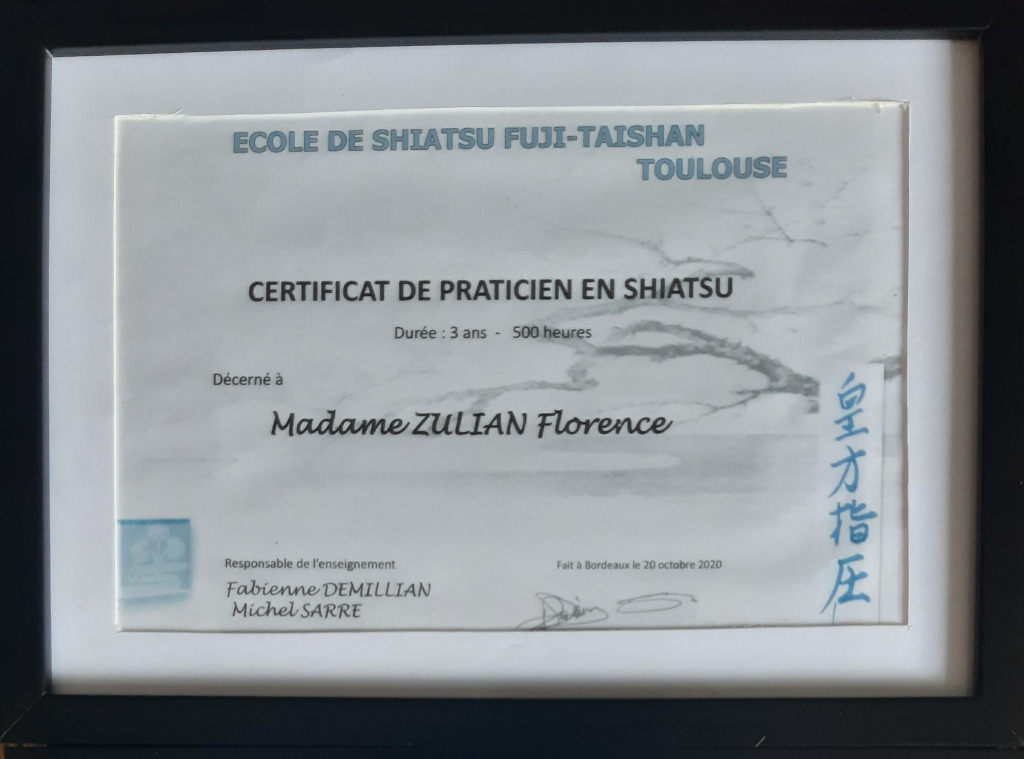 ECOLE DE SHIATSU FUJI-TAISHAN
TOULOUSE
CERTIFICAT DE PRATICIEN EN SHIATSU
Durée : 3 ans - 500 heures
Décerné à
Madame ZULIAN Florence
Responsable de l'enseignement
Fabienne DEMILLIAN
Michel SARRE
Fait à Bordeaux le 20 octobre 2020
皇方指圧